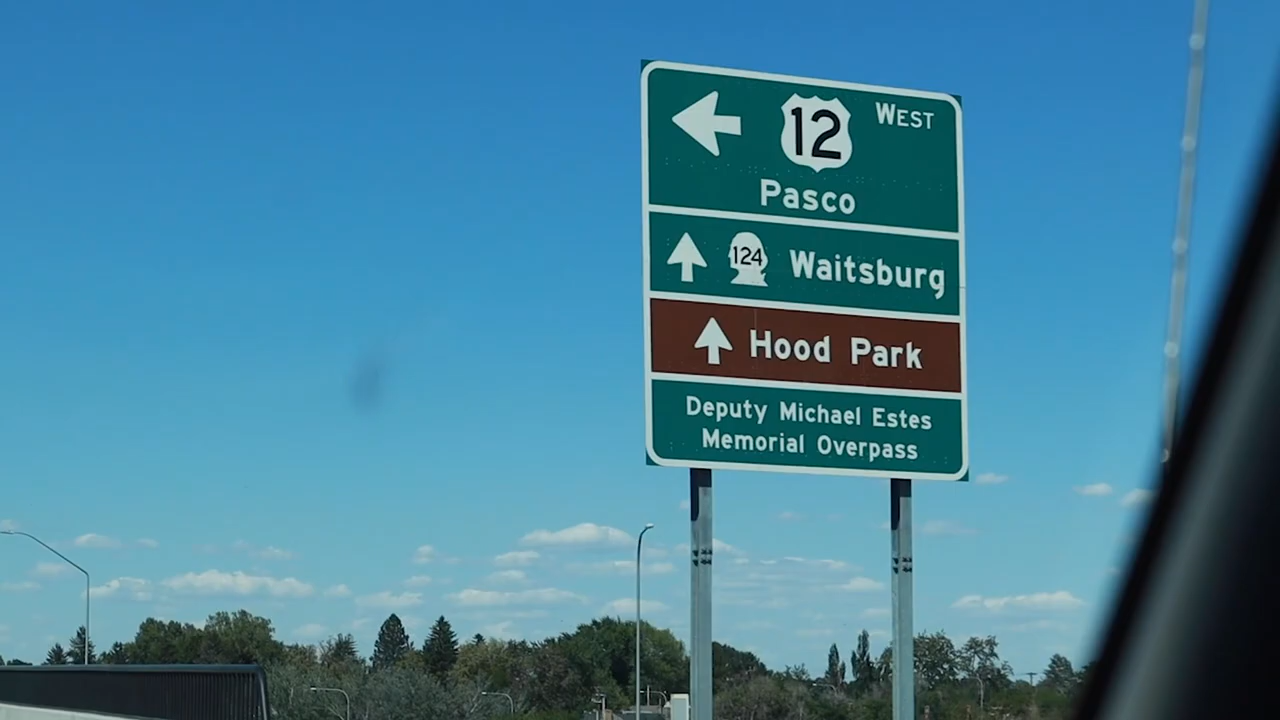 12 WEST
Pasco
124 Waitsburg
Hood Park
Deputy Michael Estes
Memorial Overpass